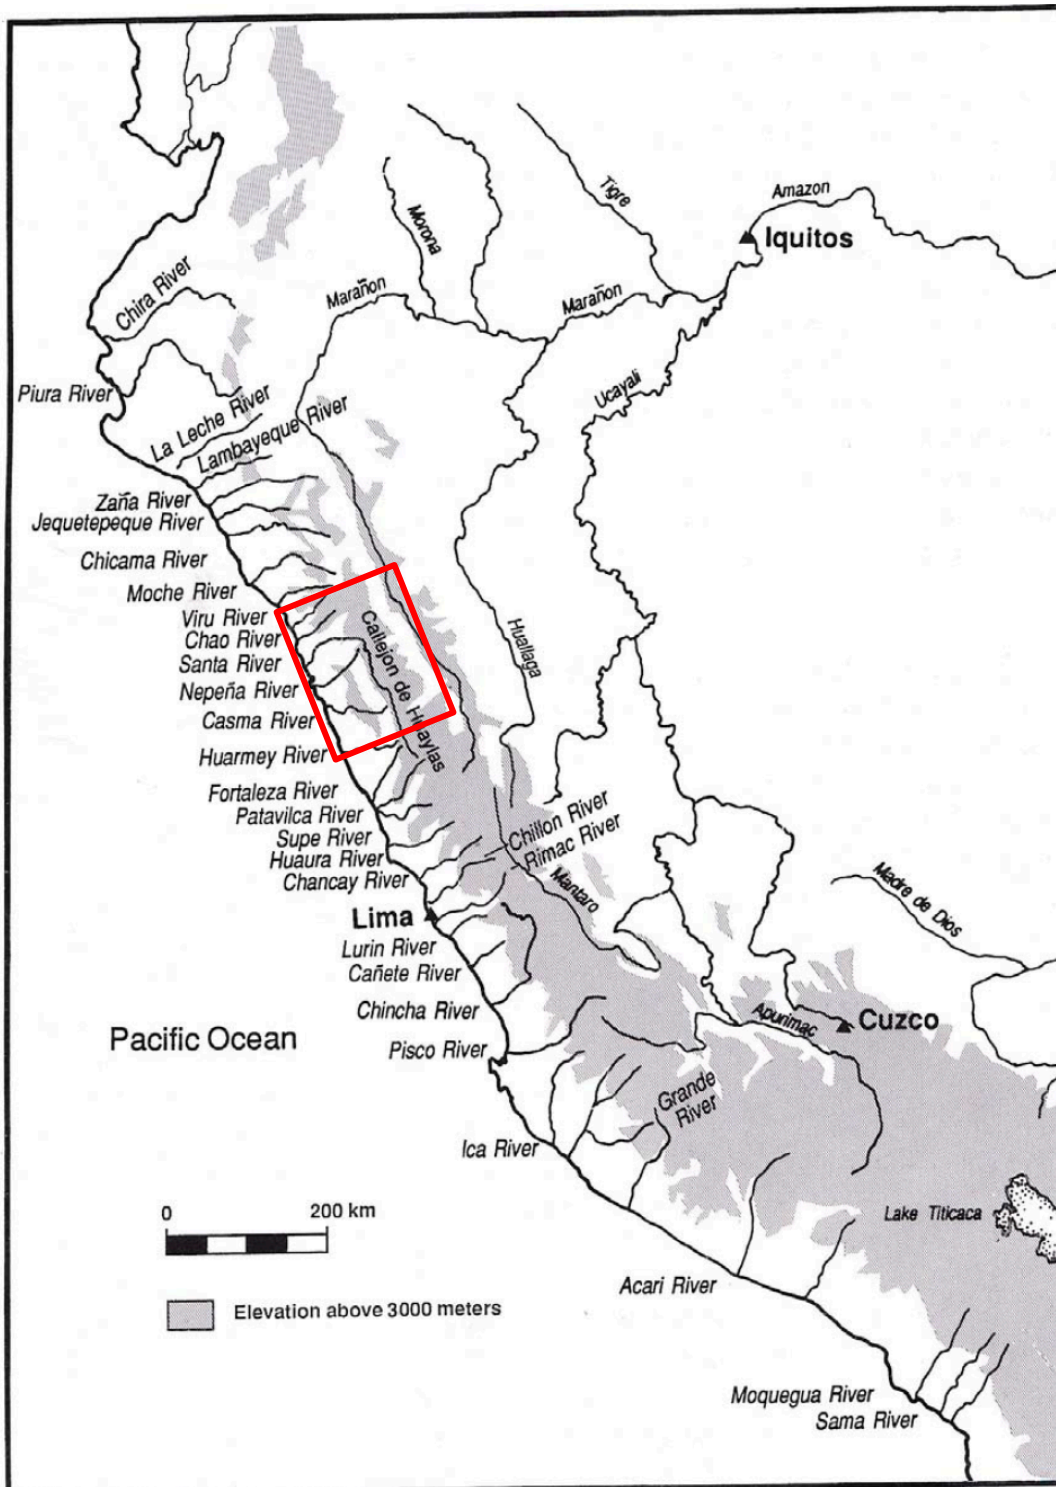 Tigre
Amazon
Iquitos
Morona
Chira River
Marañon
Marañon
Piura River
Ucayali
La Leche River
Lambayeque River
Zaña River
Jequetepeque River
Chicama River
Moche River
Viru River
Chao River
Santa River
Nepeña River
Casma River
Huarmey River
Callejon de Huaylas
Huallaga
Fortaleza River
Patavilca River
Supe River
Huaura River
Chancay River
Chillon River
Rimac River
Mantaro
Madre de Dios
Lima
Lurin River
Cañete River
Chincha River
Pisco River
Pacific Ocean
Apurimac
Cuzco
Grande
River
Ica River
0 200 km
Lake Titicaca
Acari River
Elevation above 3000 meters
Moquegua River
Sama River